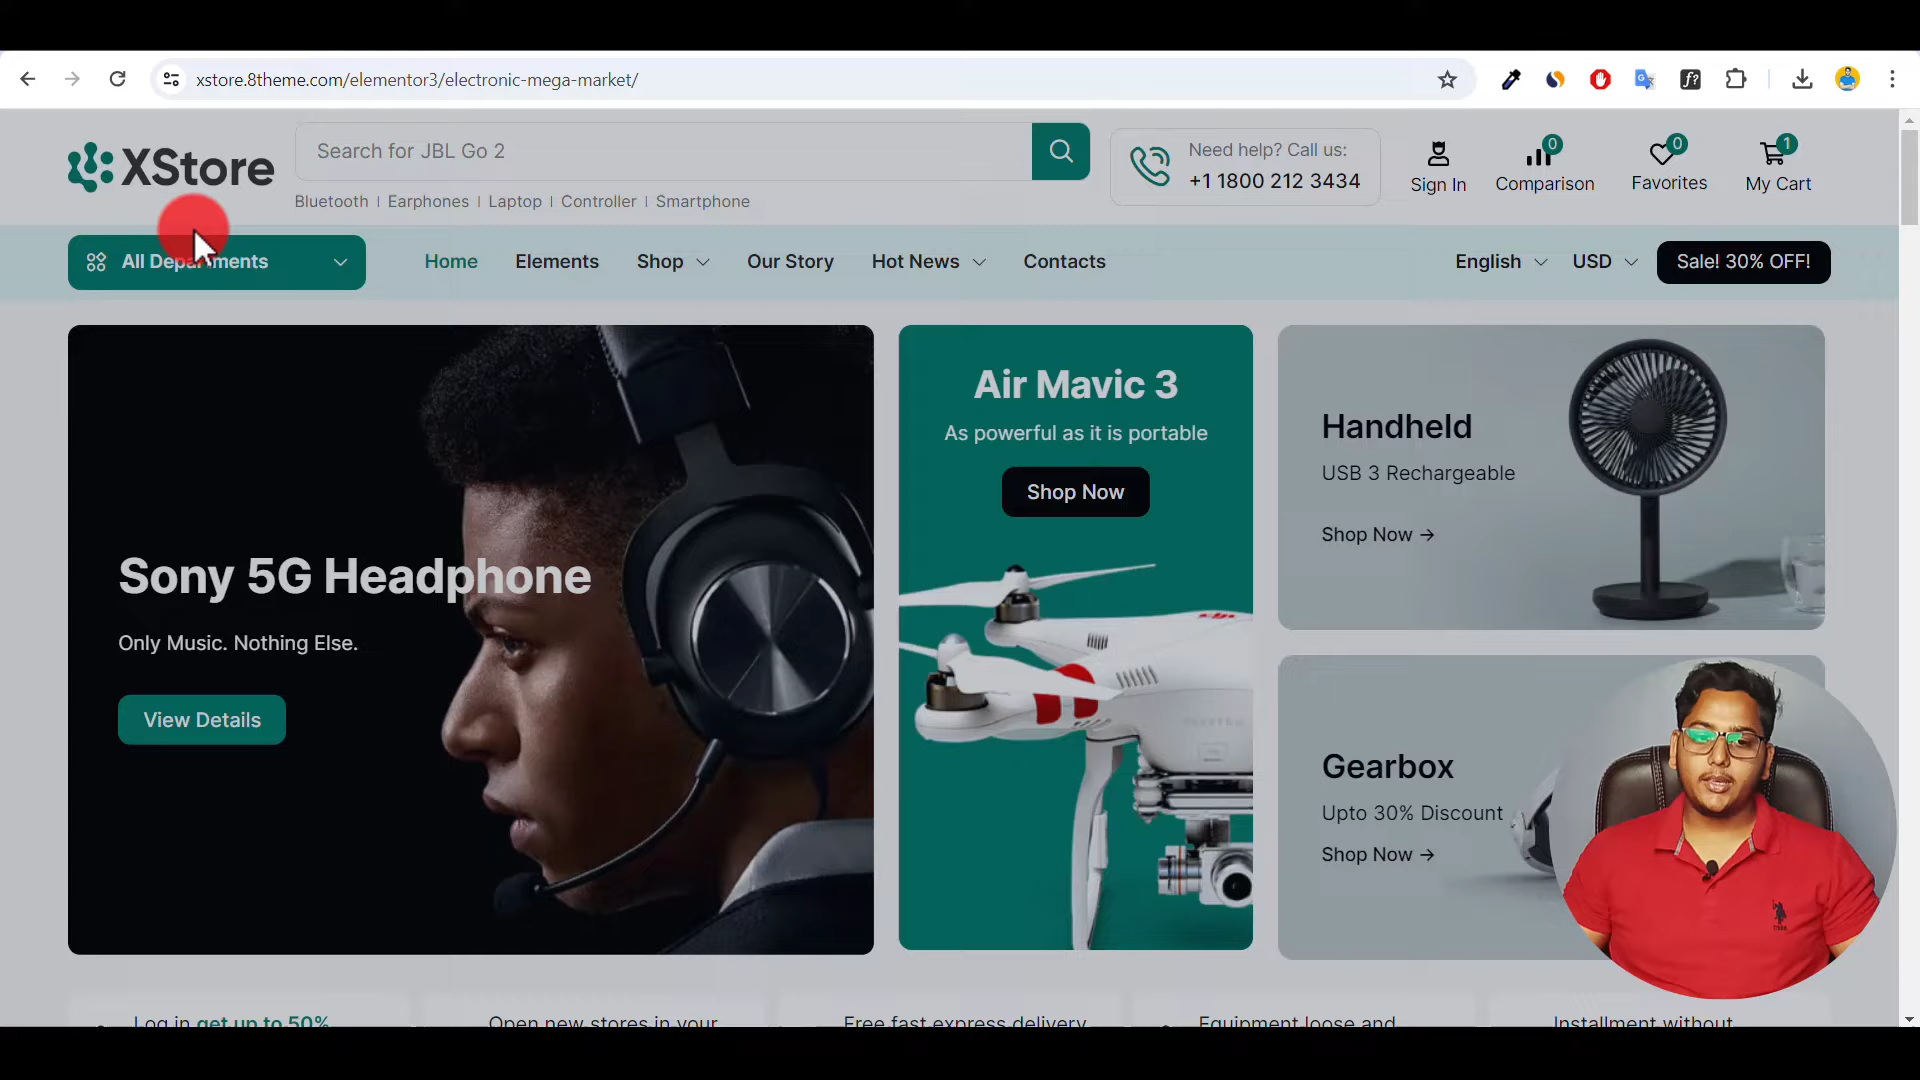 xstore.8theme.com/elementor3/electronic-mega-market/
XStore
Search for JBL Go 2
Bluetooth | Earphones | Laptop | Controller | Smartphone
Need help? Call us:
+1 1800 212 3434
Sign In
0
Comparison
0
Favorites
1
My Cart
All Departments
Home
Elements
Shop
Our Story
Hot News
Contacts
English
USD
Sale! 30% OFF!
Sony 5G Headphone
Only Music. Nothing Else.
View Details
Air Mavic 3
As powerful as it is portable
Shop Now
Handheld
USB 3 Rechargeable
Shop Now →
Gearbox
Upto 30% Discount
Shop Now →
Log in get up to 50%
Open new stores in your
Free fast express delivery
Equipment loose and
Installment without